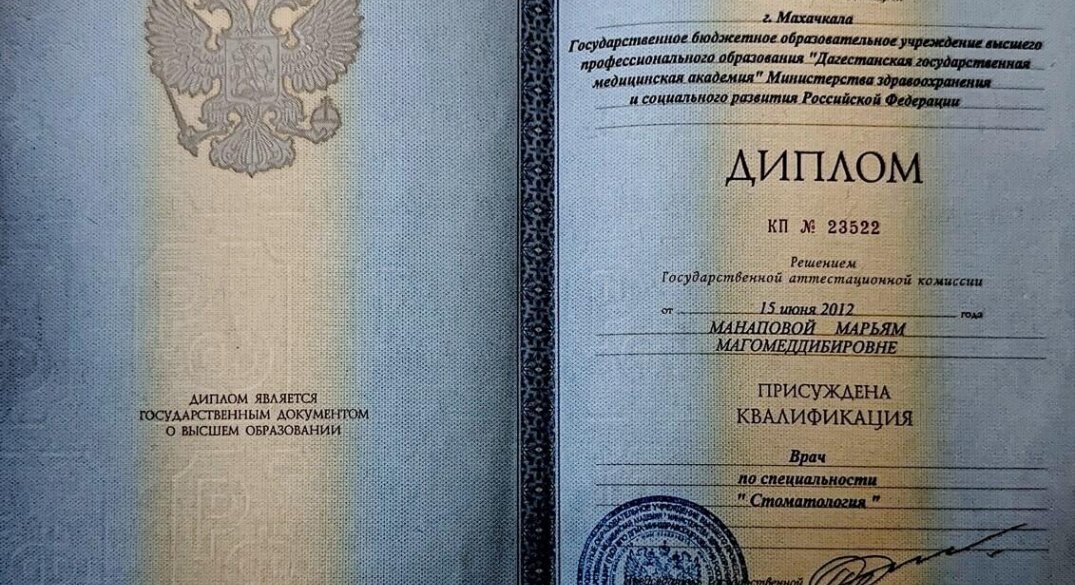 ДИПЛОМ ЯВЛЯЕТСЯ
ГОСУДАРСТВЕННЫМ ДОКУМЕНТОМ
О ВЫСШЕМ ОБРАЗОВАНИИ
г. Махачкала
Государственное бюджетное образовательное учреждение высшего
профессионального образования "Дагестанская государственная
медицинская академия" Министерства здравоохранения
и социального развития Российской Федерации
ДИПЛОМ
КП № 23522
Решением
Государственной аттестационной комиссии
от 15 июня 2012 года
МАНАПОВОЙ МАРЬЯМ
МАГОМЕДДИБИРОВНЕ
ПРИСУЖДЕНА
КВАЛИФИКАЦИЯ
Врач
по специальности
" Стоматология "